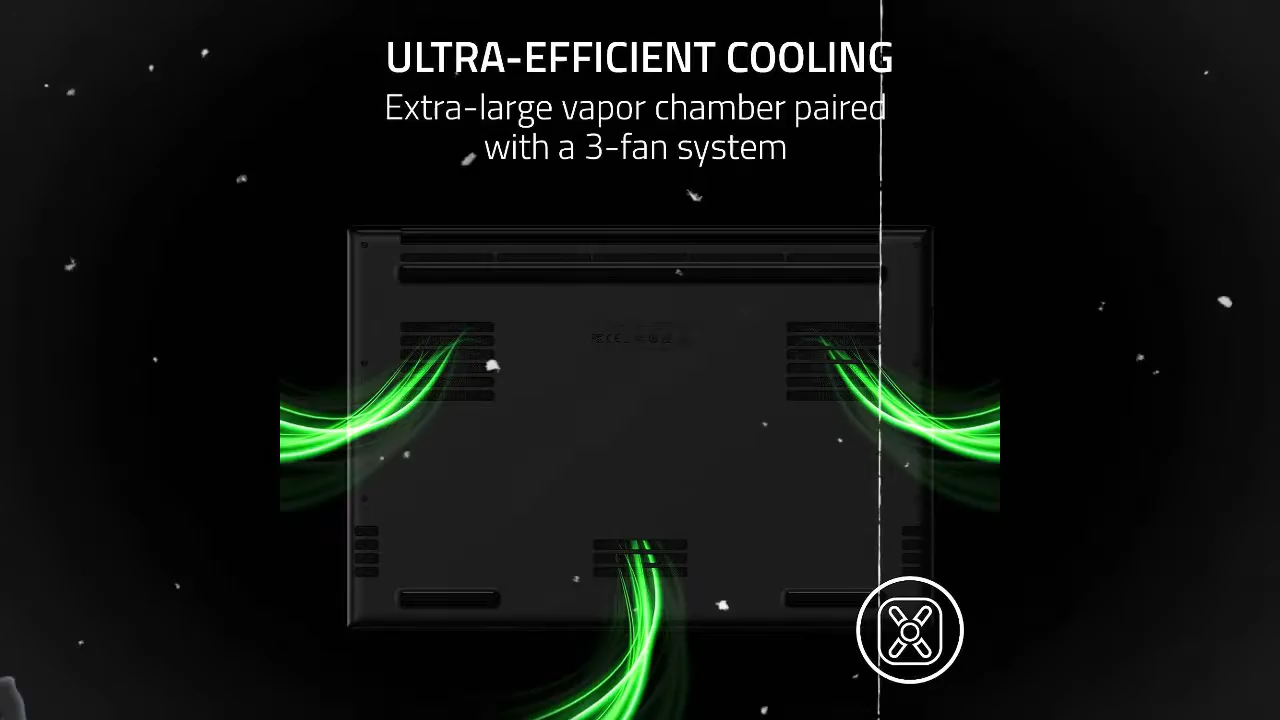 ULTRA-EFFICIENT COOLING
Extra-large vapor chamber paired
with a 3-fan system